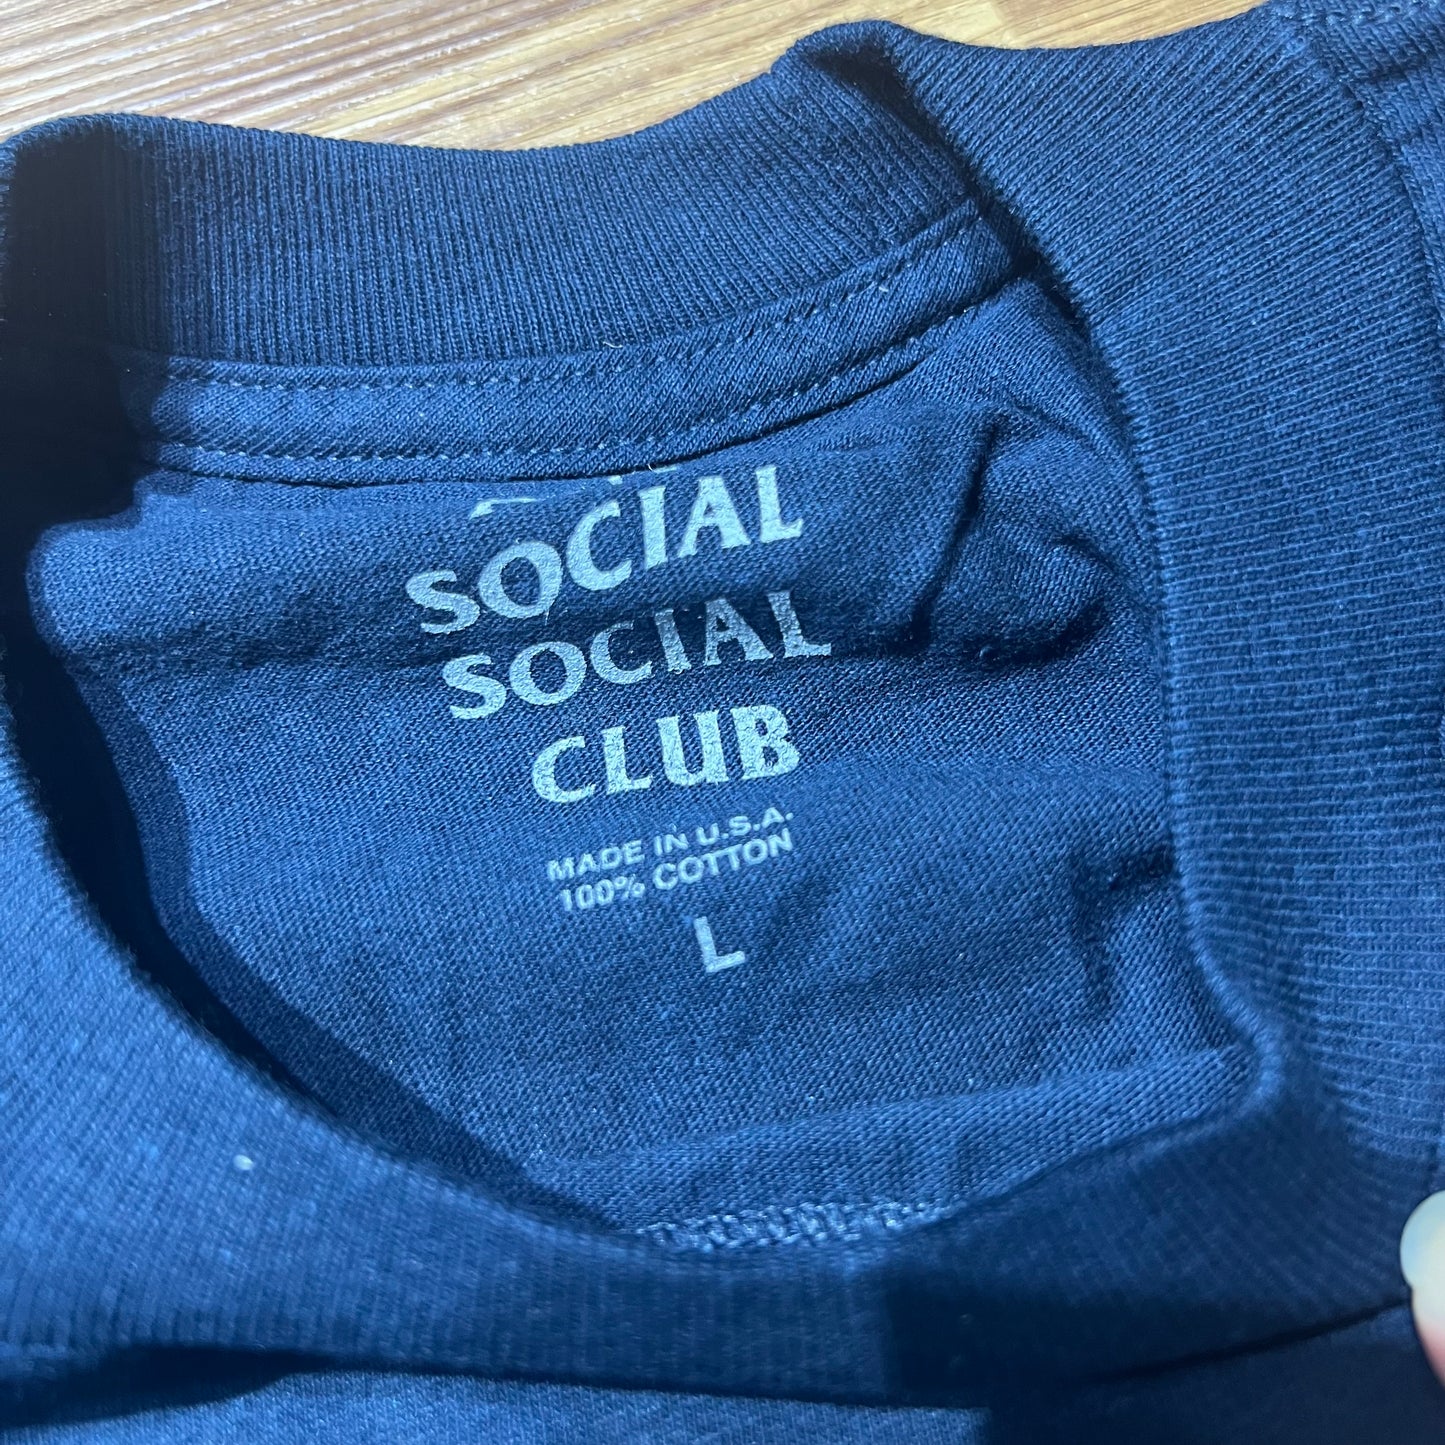 SOCIAL
SOCIAL
CLUB
MADE IN U.S.A.
100% COTTON
L